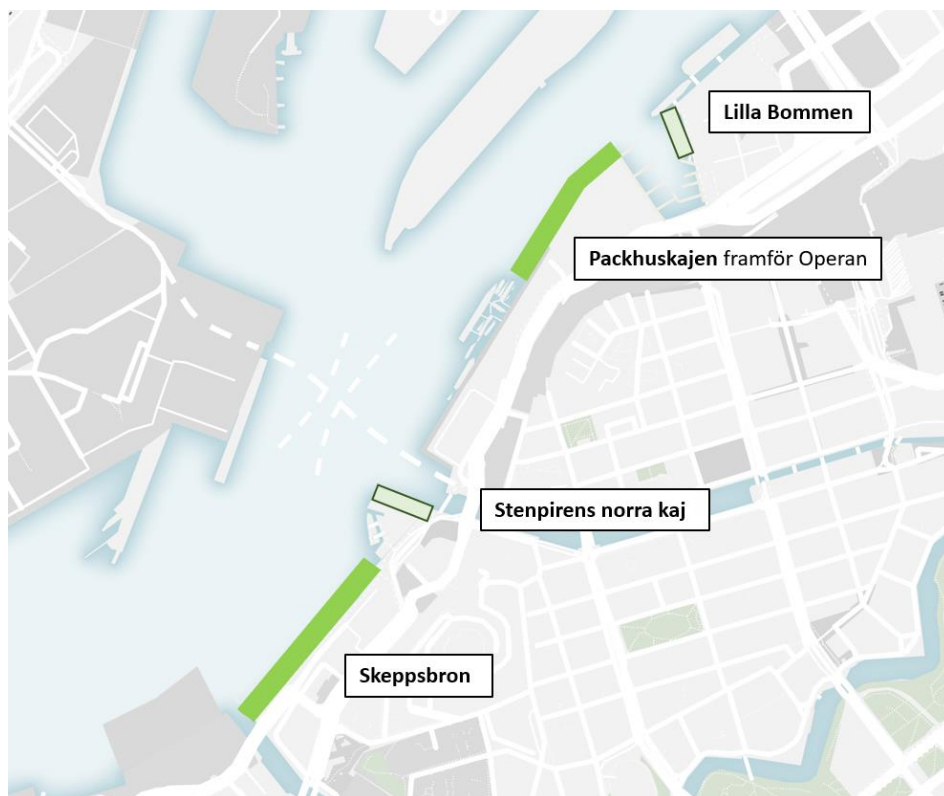 Lilla Bommen
Packhuskajen framför Operan
Stenpirens norra kaj
Skeppsbron